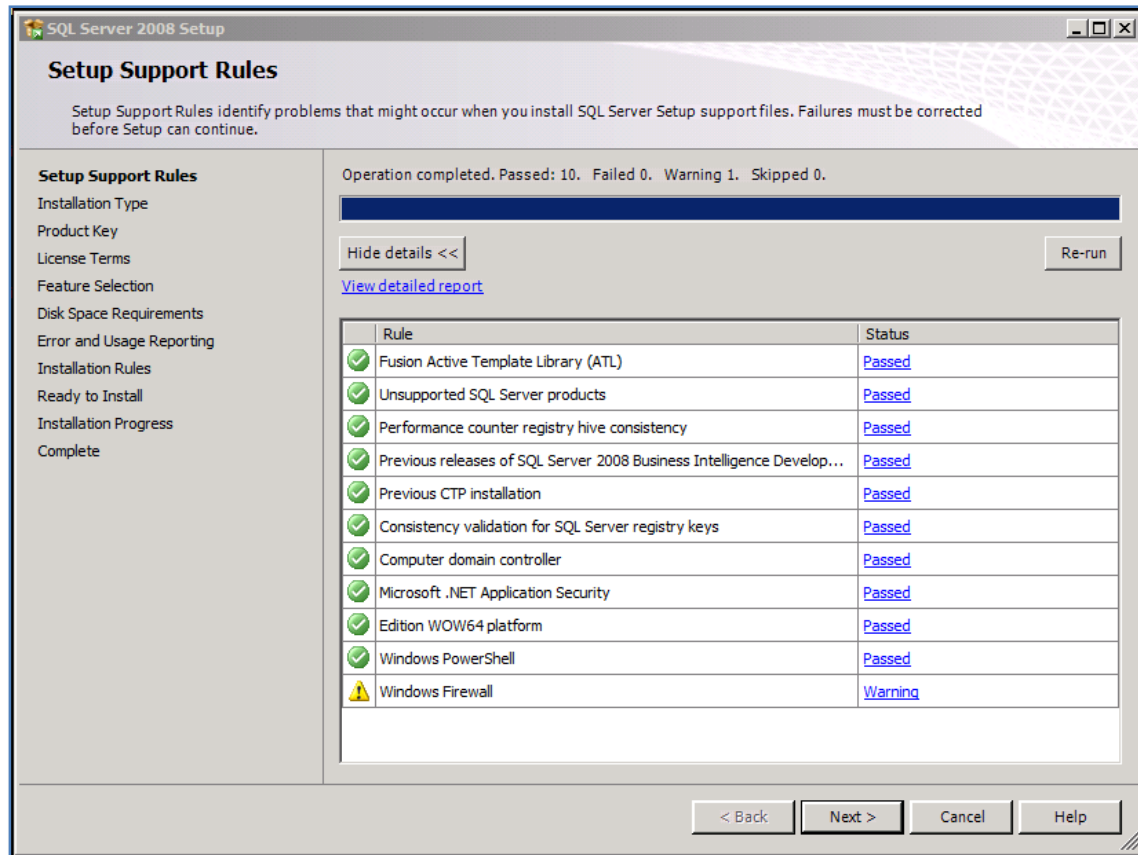 SQL Server 2008 Setup
Setup Support Rules
Setup Support Rules identify problems that might occur when you install SQL Server Setup support files. Failures must be corrected
before Setup can continue.
Setup Support Rules
Installation Type
Product Key
License Terms
Feature Selection
Disk Space Requirements
Error and Usage Reporting
Installation Rules
Ready to Install
Installation Progress
Complete
Operation completed. Passed: 10. Failed 0. Warning 1. Skipped 0.
Hide details <<
Re-run
View detailed report
Rule Status
Fusion Active Template Library (ATL) Passed
Unsupported SQL Server products Passed
Performance counter registry hive consistency Passed
Previous releases of SQL Server 2008 Business Intelligence Develop... Passed
Previous CTP installation Passed
Consistency validation for SQL Server registry keys Passed
Computer domain controller Passed
Microsoft .NET Application Security Passed
Edition WOW64 platform Passed
Windows PowerShell Passed
Windows Firewall Warning
< Back Next > Cancel Help